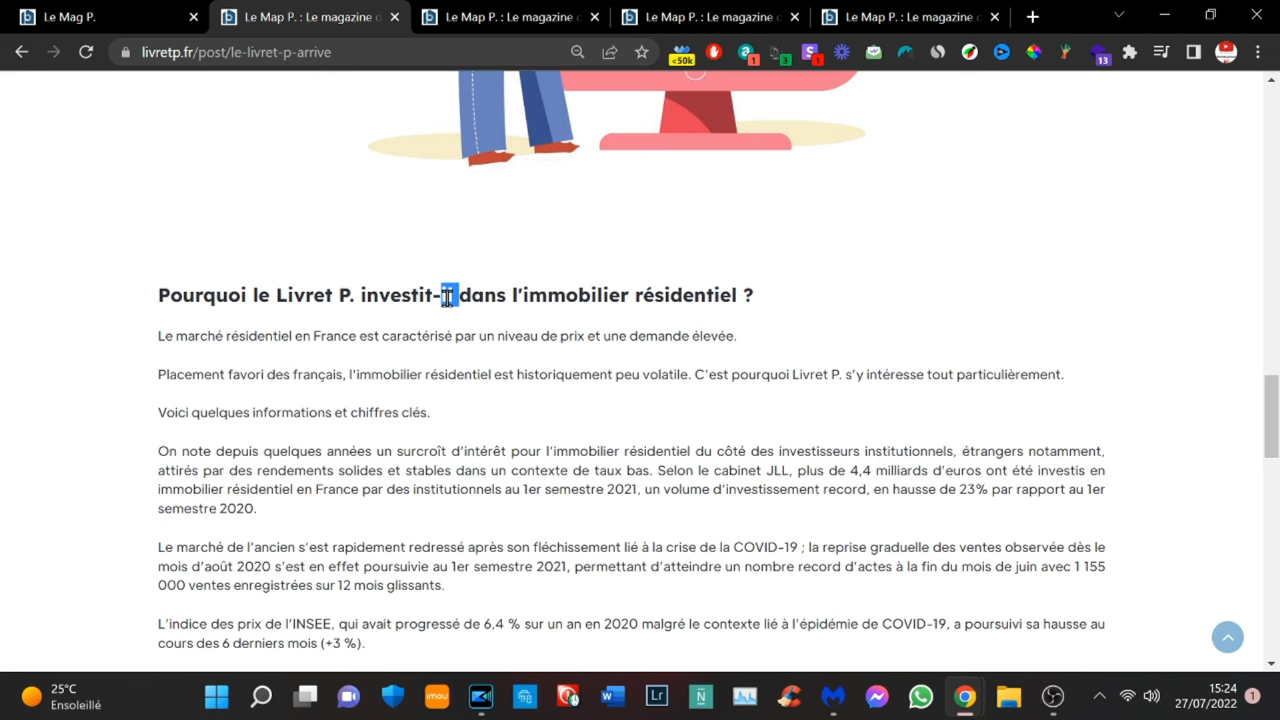 Le Mag P.
Le Map P. : Le magazine d
Le Map P. : Le magazine d
Le Map P. : Le magazine d
Le Map P. : Le magazine d
livretp.fr/post/le-livret-p-arrive
<50k
1
3
1
13
Pourquoi le Livret P. investit- dans l'immobilier résidentiel ?
Le marché résidentiel en France est caractérisé par un niveau de prix et une demande élevée.
Placement favori des français, l'immobilier résidentiel est historiquement peu volatile. C'est pourquoi Livret P. s'y intéresse tout particulièrement.
Voici quelques informations et chiffres clés.
On note depuis quelques années un surcroît d'intérêt pour l'immobilier résidentiel du côté des investisseurs institutionnels, étrangers notamment,
attirés par des rendements solides et stables dans un contexte de taux bas. Selon le cabinet JLL, plus de 4,4 milliards d'euros ont été investis en
immobilier résidentiel en France par des institutionnels au 1er semestre 2021, un volume d'investissement record, en hausse de 23% par rapport au 1er
semestre 2020.
Le marché de l'ancien s'est rapidement redressé après son fléchissement lié à la crise de la COVID-19 ; la reprise graduelle des ventes observée dès le
mois d'août 2020 s'est en effet poursuivie au 1er semestre 2021, permettant d'atteindre un nombre record d'actes à la fin du mois de juin avec 1 155
000 ventes enregistrées sur 12 mois glissants.
L'indice des prix de l'INSEE, qui avait progressé de 6,4 % sur un an en 2020 malgré le contexte lié à l'épidémie de COVID-19, a poursuivi sa hausse au
cours des 6 derniers mois (+3 %).
25°C
Ensoleillé
imou
W
Lr
N
15:24
27/07/2022
1